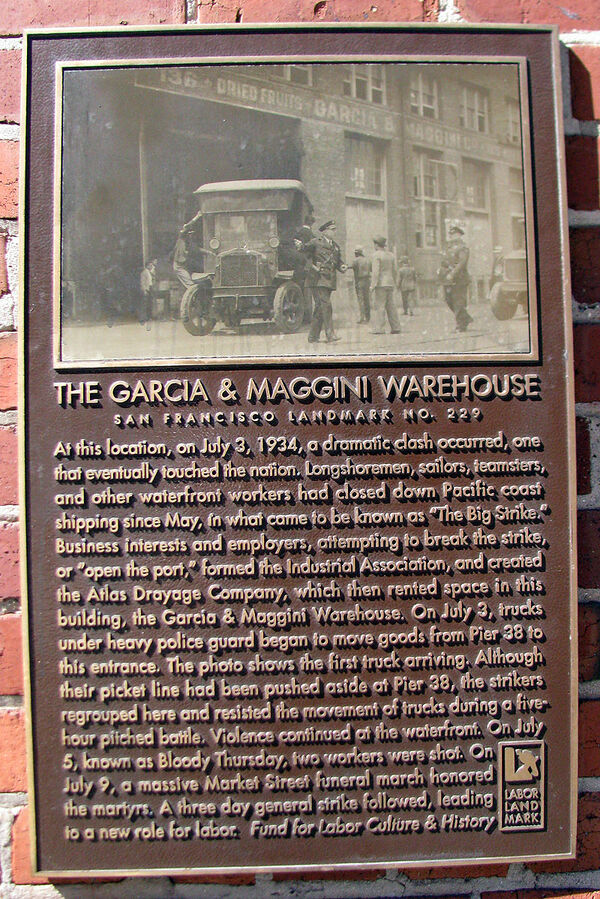 136 DRIED FRUITS GARCIA & MAGGINI CO.
THE GARCIA & MAGGINI WAREHOUSE
SAN FRANCISCO LANDMARK NO. 229
At this location, on July 3, 1934, a dramatic clash occurred, one
that eventually touched the nation. Longshoremen, sailors, teamsters,
and other waterfront workers had closed down Pacific coast
shipping since May, in what came to be known as "The Big Strike."
Business interests and employers, attempting to break the strike,
or "open the port," formed the Industrial Association, and created
the Atlas Drayage Company, which then rented space in this
building, the Garcia & Maggini Warehouse. On July 3, trucks
under heavy police guard began to move goods from Pier 38 to
this entrance. The photo shows the first truck arriving. Although
their picket line had been pushed aside at Pier 38, the strikers
regrouped here and resisted the movement of trucks during a five-
hour pitched battle. Violence continued at the waterfront. On July
5, known as Bloody Thursday, two workers were shot. On
July 9, a massive Market Street funeral march honored
the martyrs. A three day general strike followed, leading
to a new role for labor. Fund for Labor Culture & History
LABOR
LAND
MARK